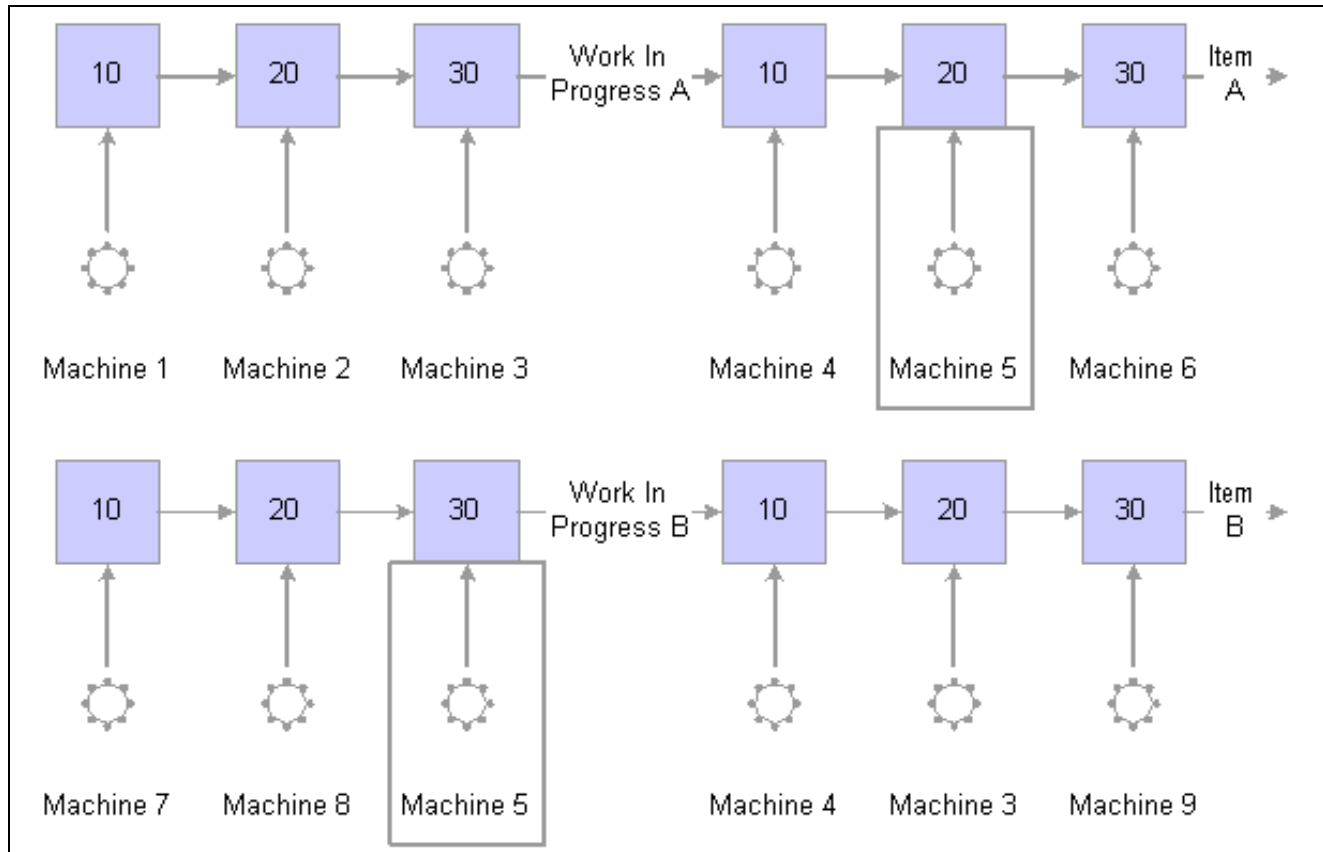 10 20 30 Work In 10 20 30 Item
Progress A A
Machine 1 Machine 2 Machine 3 Machine 4 Machine 5 Machine 6
10 20 30 Work In 10 20 30 Item
Progress B B
Machine 7 Machine 8 Machine 5 Machine 4 Machine 3 Machine 9